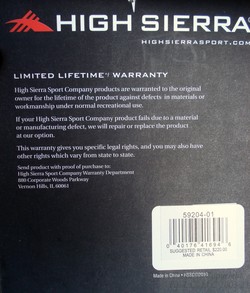 HIGH SIERRA
HIGHSIERRASPORT.COM
LIMITED LIFETIME WARRANTY
High Sierra Sport Company products are warranted to the original
owner for the lifetime of the product against defects in materials or
workmanship under normal recreational use.
If your High Sierra Sport Company product fails due to a material
or manufacturing defect, we will repair or replace the product
at our option.
This warranty gives you specific legal rights, and you may also have
other rights which vary from state to state.
Send product with proof of purchase to:
High Sierra Sport Company Warranty Department
880 Corporate Woods Parkway
Vernon Hills, IL 60061
59204-01
SUGGESTED RETAIL
MADE IN CHINA
Made in China